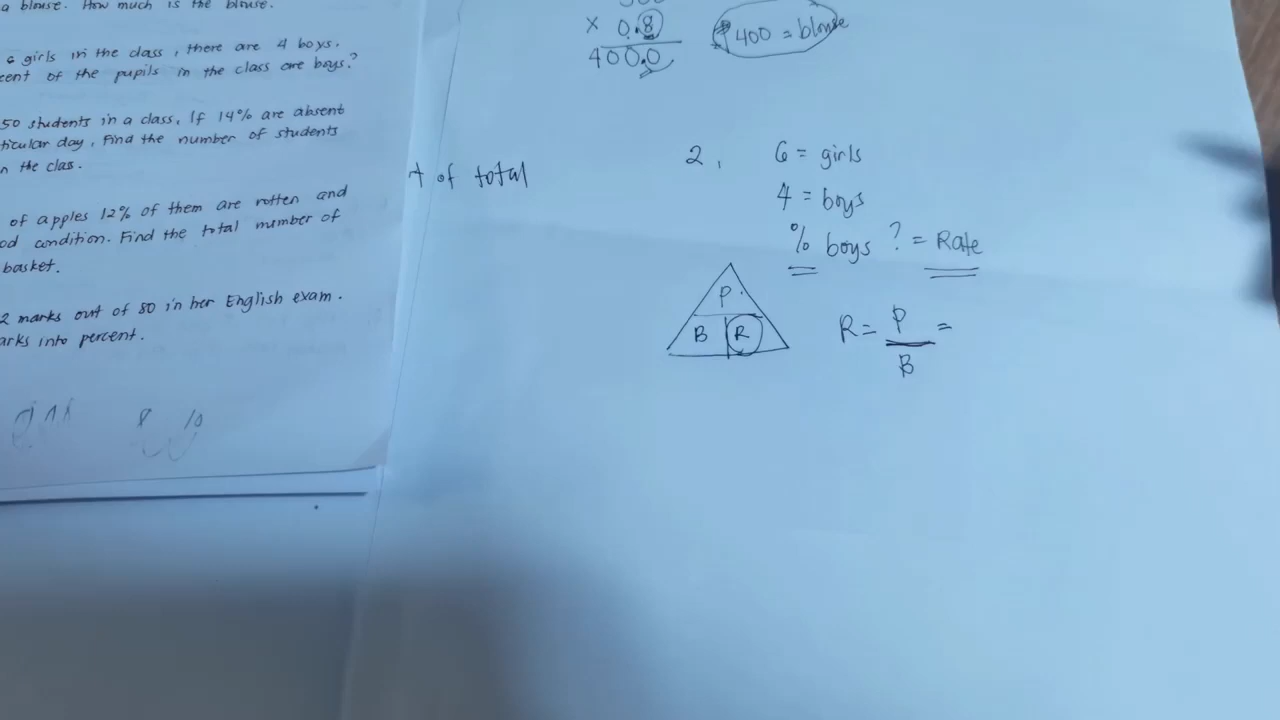 a blouse. How much is the blouse.
6 girls in the class, there are 4 boys.
cent of the pupils in the class are boys?
50 students in a class, If 14% are absent
ticular day, Find the number of students
n the clas.
of apples 12% of them are rotten and
od condition. Find the total number of
basket.
2 marks out of 80 in her English exam.
arks into percent.
x 0.8
400.0
₱400 = blouse
t of total
2, 6 = girls
4 = boys
% boys ? = Rate
P
B R
R = P =
B